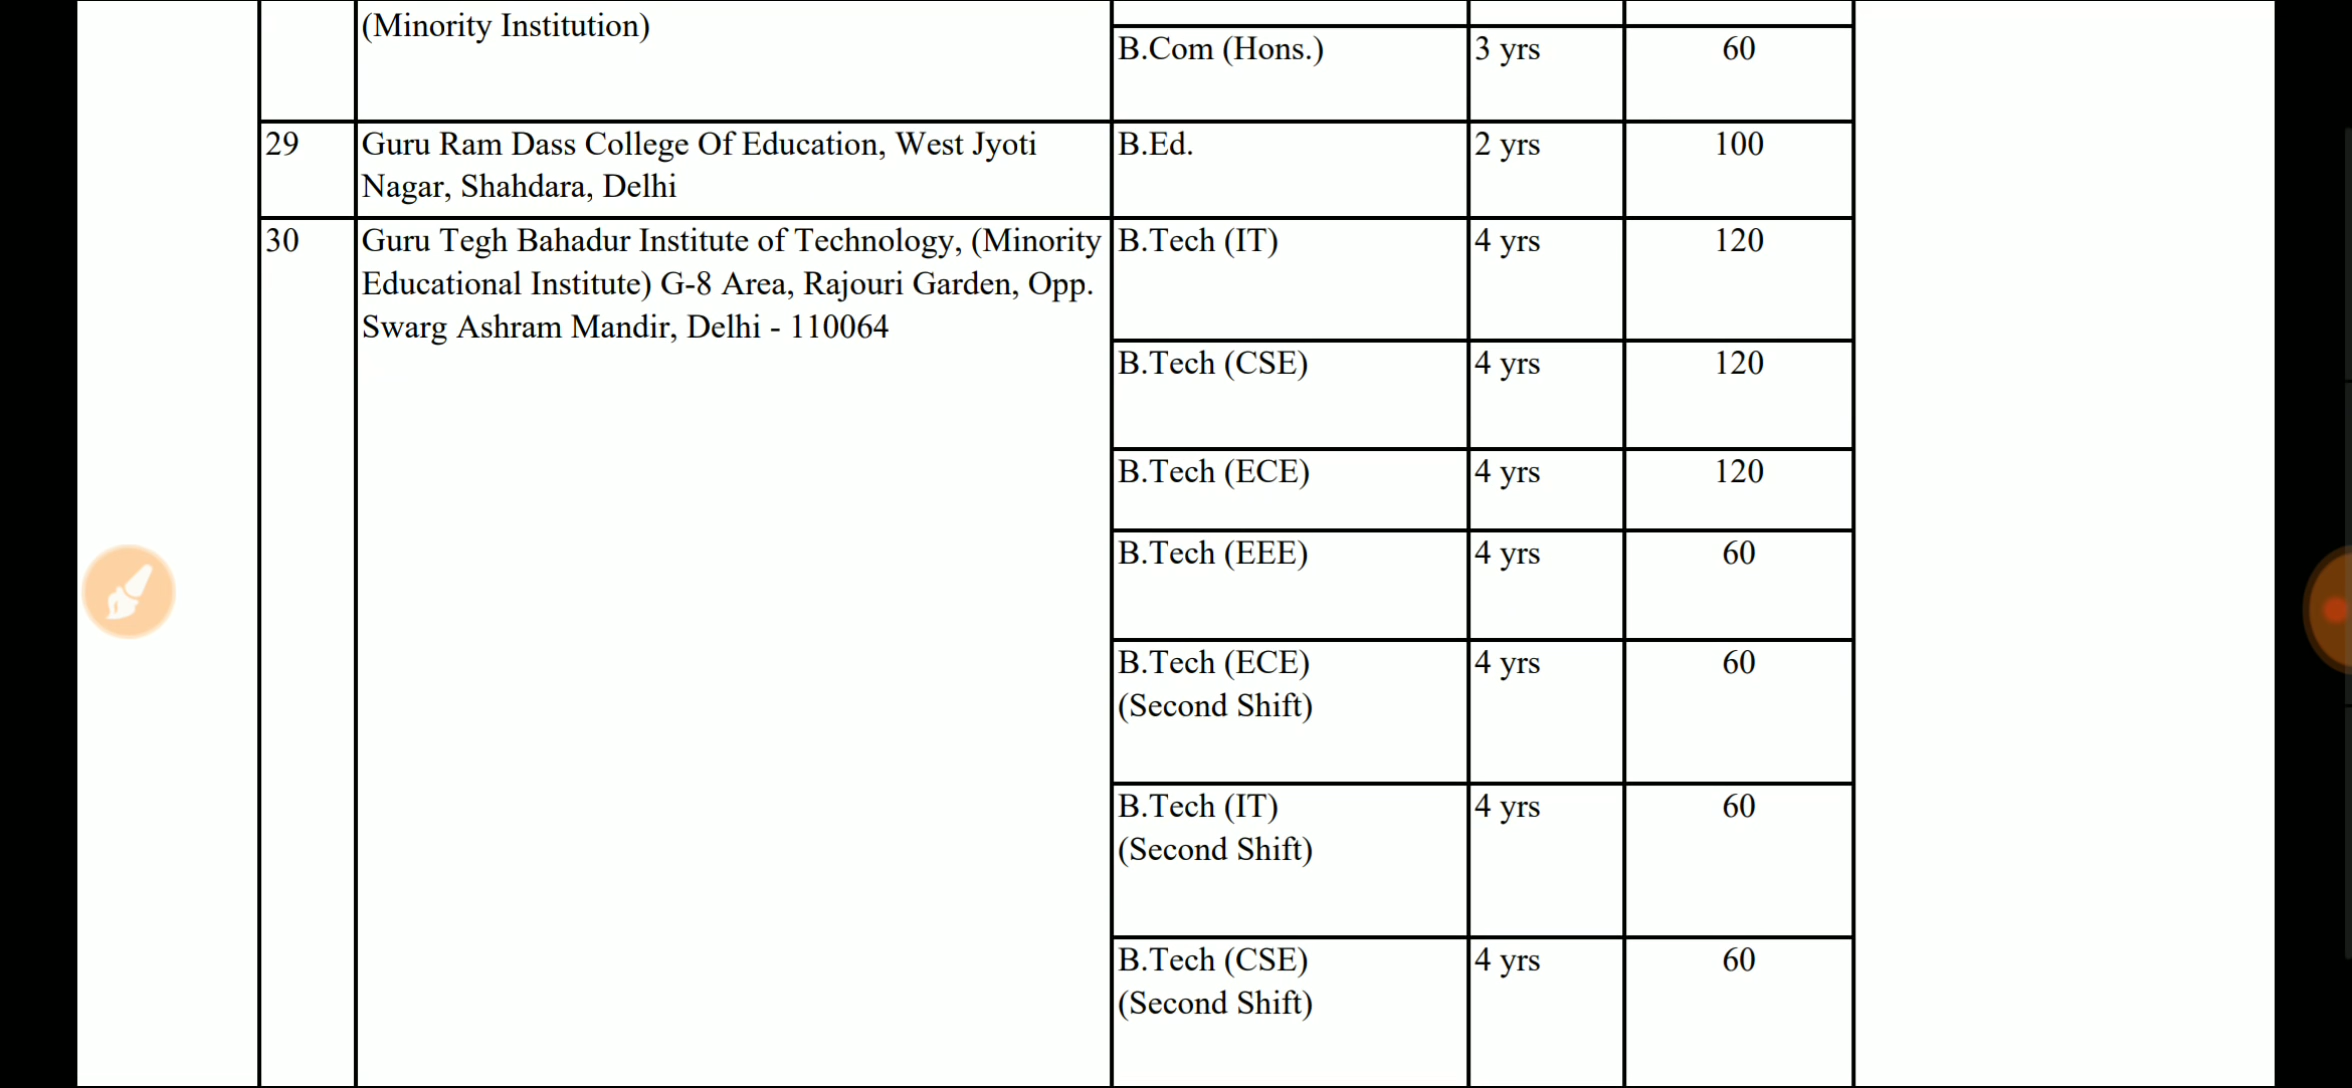 (Minority Institution)
B.Com (Hons.) 3 yrs 60
29 Guru Ram Dass College Of Education, West Jyoti B.Ed. 2 yrs 100
Nagar, Shahdara, Delhi
30 Guru Tegh Bahadur Institute of Technology, (Minority B.Tech (IT) 4 yrs 120
Educational Institute) G-8 Area, Rajouri Garden, Opp.
Swarg Ashram Mandir, Delhi - 110064
B.Tech (CSE) 4 yrs 120
B.Tech (ECE) 4 yrs 120
B.Tech (EEE) 4 yrs 60
B.Tech (ECE) 4 yrs 60
(Second Shift)
B.Tech (IT) 4 yrs 60
(Second Shift)
B.Tech (CSE) 4 yrs 60
(Second Shift)